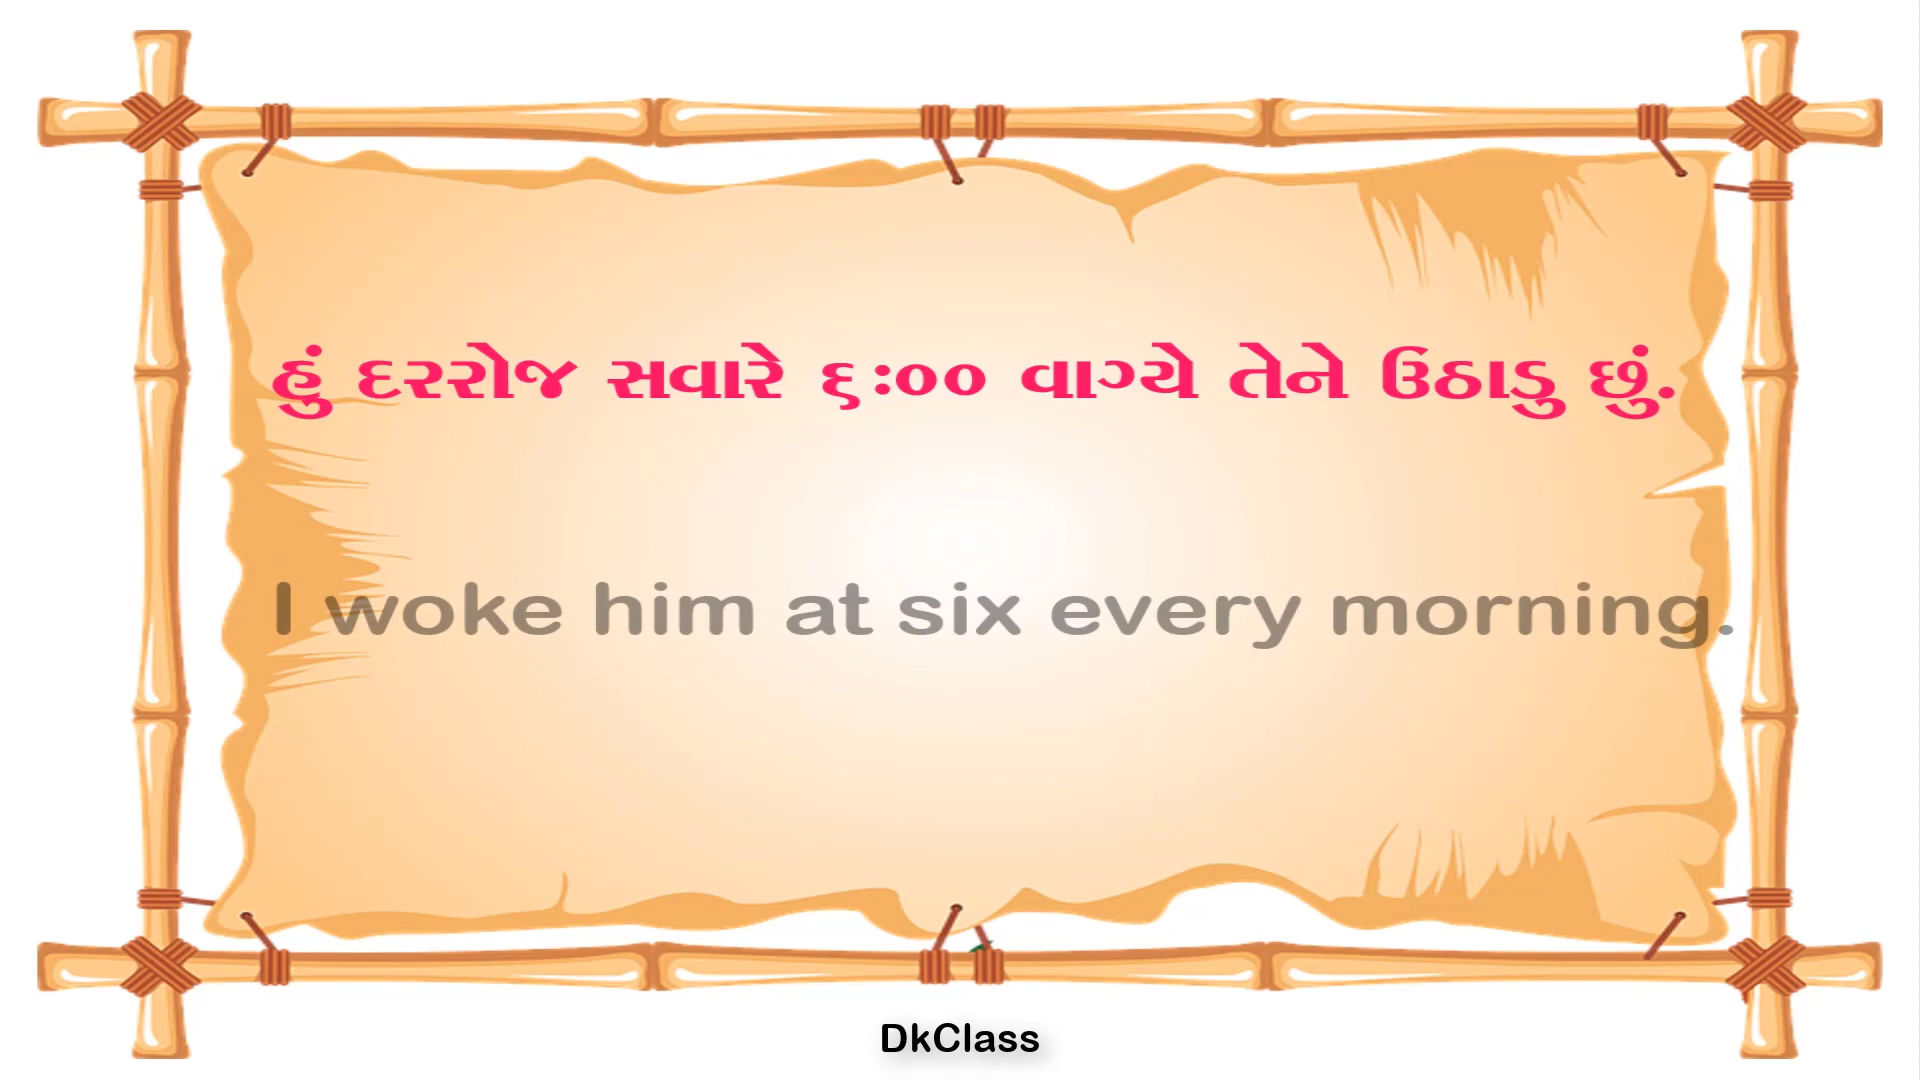 હું દરરોજ સવારે ૬ઃ૦૦ વાગ્યે તેને ઉઠાડુ છું.
I woke him at six every morning.
DkClass